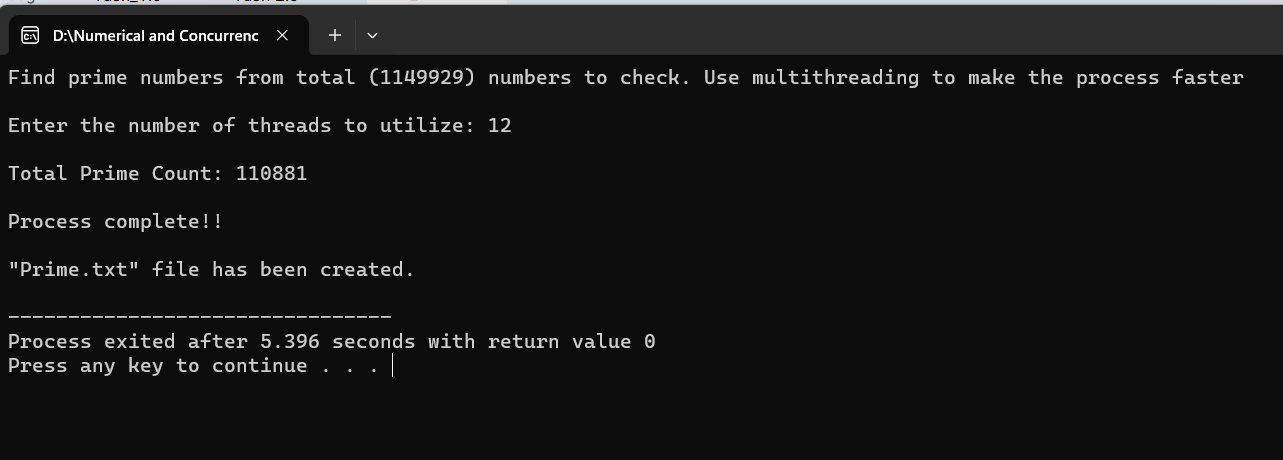 D:\Numerical and Concurrenc
Find prime numbers from total (1149929) numbers to check. Use multithreading to make the process faster
Enter the number of threads to utilize: 12
Total Prime Count: 110881
Process complete!!
"Prime.txt" file has been created.
--------------------------------
Process exited after 5.396 seconds with return value 0
Press any key to continue . . .